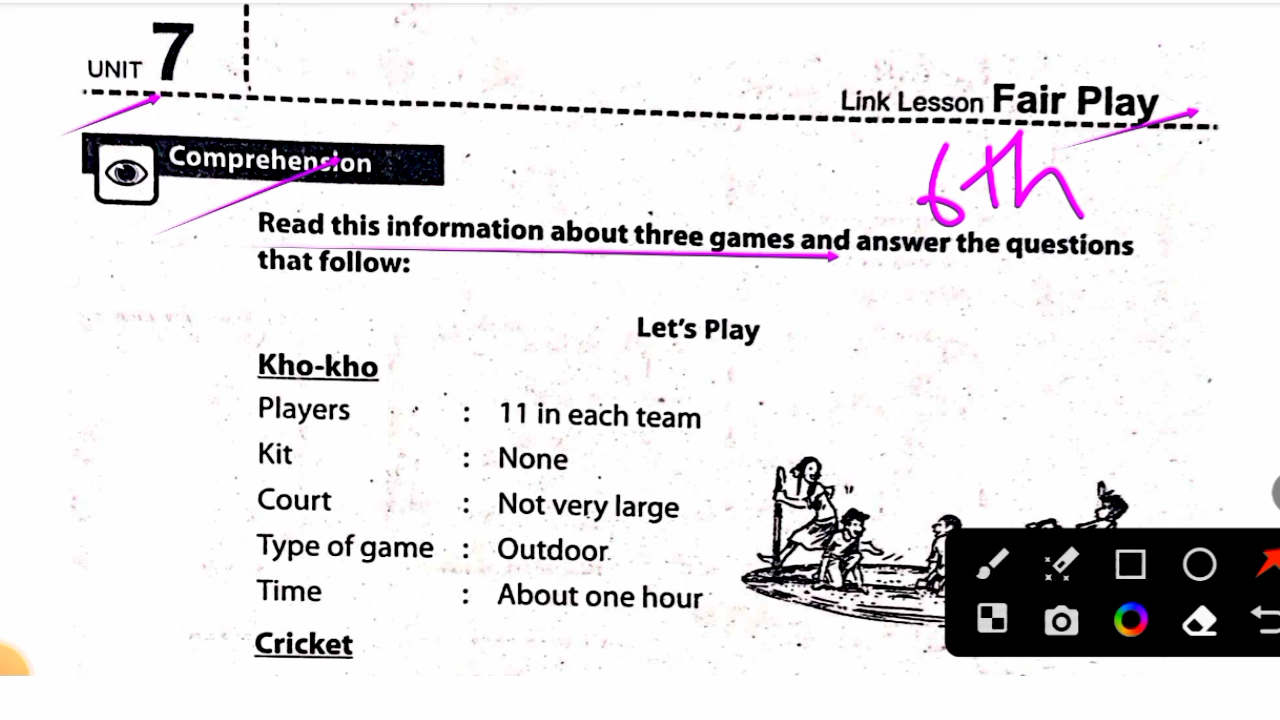 UNIT 7
Link Lesson Fair Play
6th
Comprehension
Read this information about three games and answer the questions
that follow:
Let's Play
Kho-kho
Players : 11 in each team
Kit : None
Court : Not very large
Type of game : Outdoor
Time : About one hour
Cricket